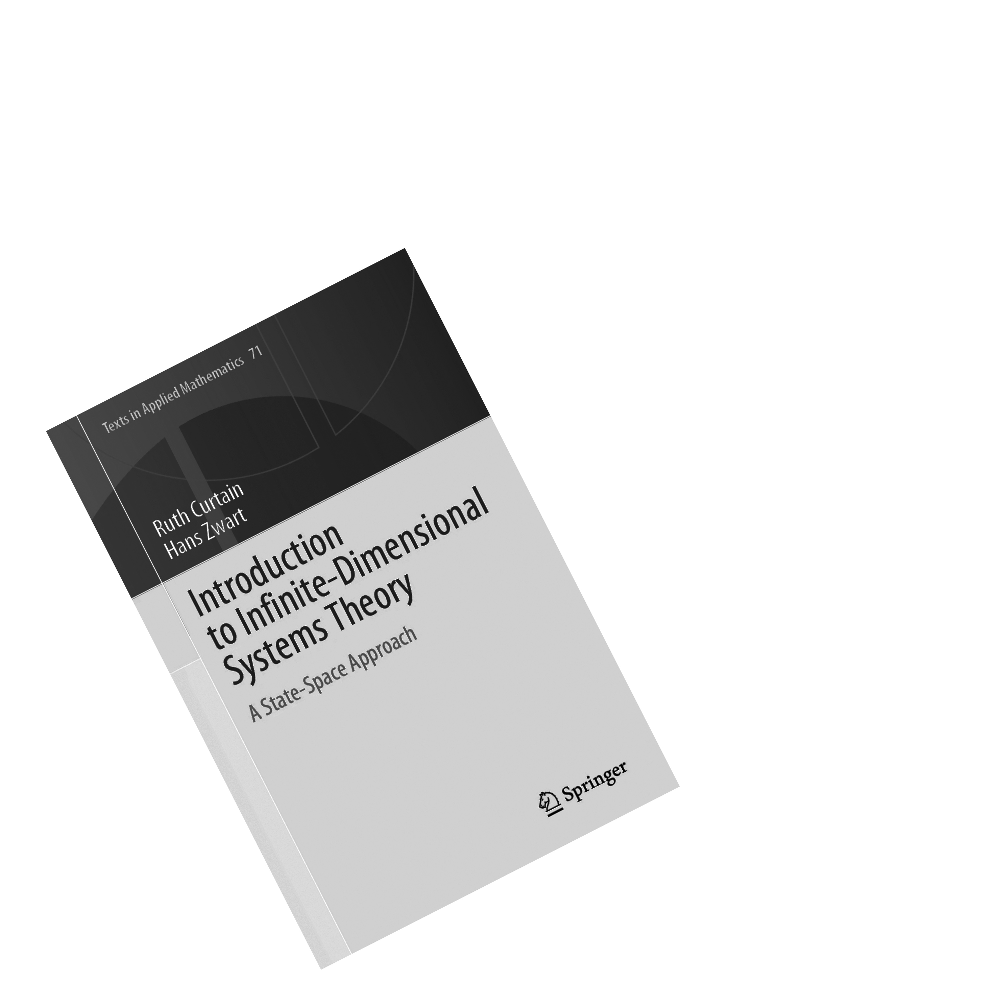 Texts in Applied Mathematics 71
Ruth Curtain
Hans Zwart
Introduction
to Infinite-Dimensional
Systems Theory
A State-Space Approach
Springer